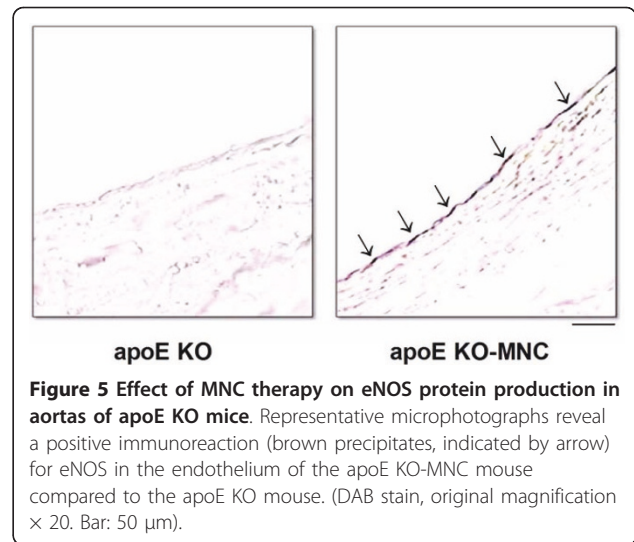 apoE KO
apoE KO-MNC
Figure 5 Effect of MNC therapy on eNOS protein production in
aortas of apoE KO mice. Representative microphotographs reveal
a positive immunoreaction (brown precipitates, indicated by arrow)
for eNOS in the endothelium of the apoE KO-MNC mouse
compared to the apoE KO mouse. (DAB stain, original magnification
× 20. Bar: 50 μm).